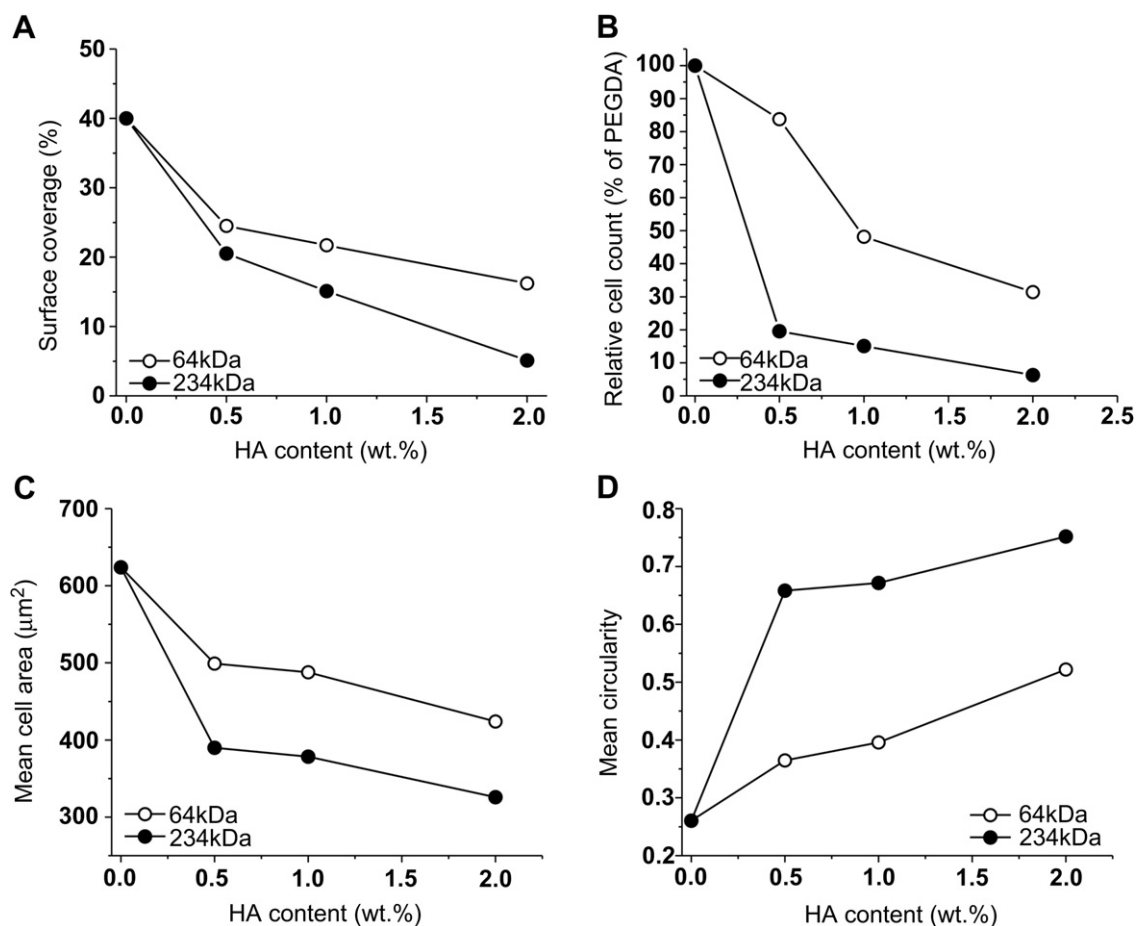 A
Surface coverage (%)
50
40
30
20
10
0
0.0 0.5 1.0 1.5 2.0
HA content (wt.%)
64kDa
234kDa
B
Relative cell count (% of PEGDA)
100
90
80
70
60
50
40
30
20
10
0
0.0 0.5 1.0 1.5 2.0 2.5
HA content (wt.%)
64kDa
234kDa
C
Mean cell area (μm²)
700
600
500
400
300
0.0 0.5 1.0 1.5 2.0
HA content (wt.%)
64kDa
234kDa
D
Mean circularity
0.8
0.7
0.6
0.5
0.4
0.3
0.2
0.0 0.5 1.0 1.5 2.0
HA content (wt.%)
64kDa
234kDa